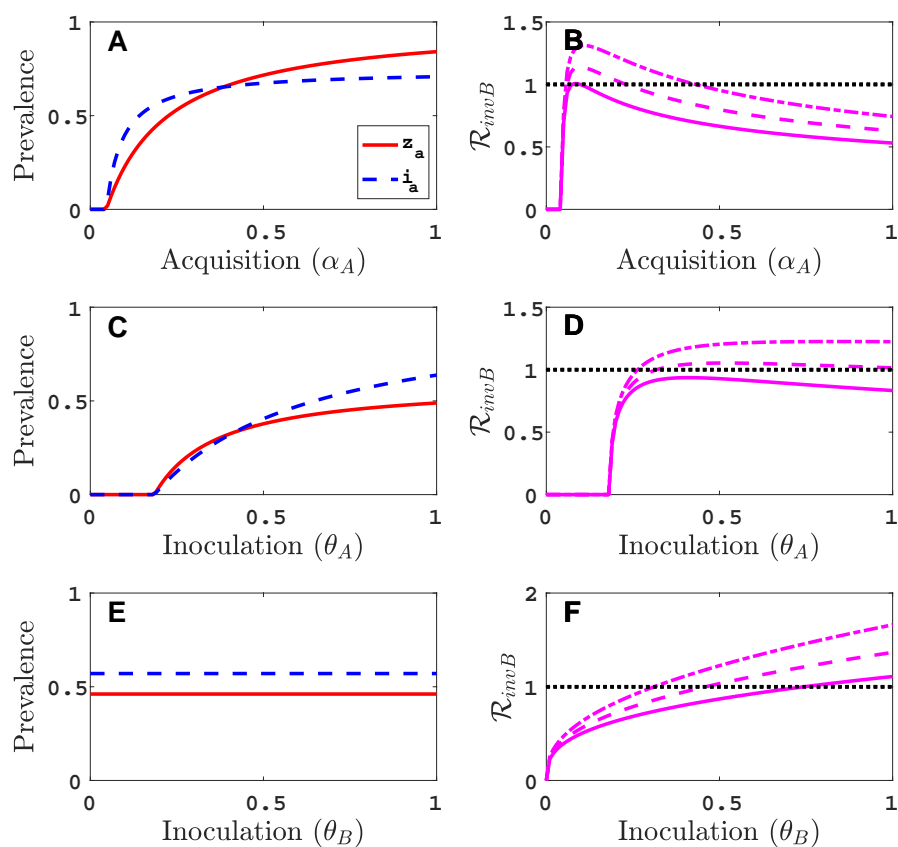 A
Prevalence
1
0.5
0
0
0.5
1
Acquisition (α_A)
z_a
i_a
B
ℛ_invB
1.5
1
0.5
0
0
0.5
1
Acquisition (α_A)
C
Prevalence
1
0.5
0
0
0.5
1
Inoculation (θ_A)
D
ℛ_invB
1.5
1
0.5
0
0
0.5
1
Inoculation (θ_A)
E
Prevalence
1
0.5
0
0
0.5
1
Inoculation (θ_B)
F
ℛ_invB
2
1
0
0
0.5
1
Inoculation (θ_B)